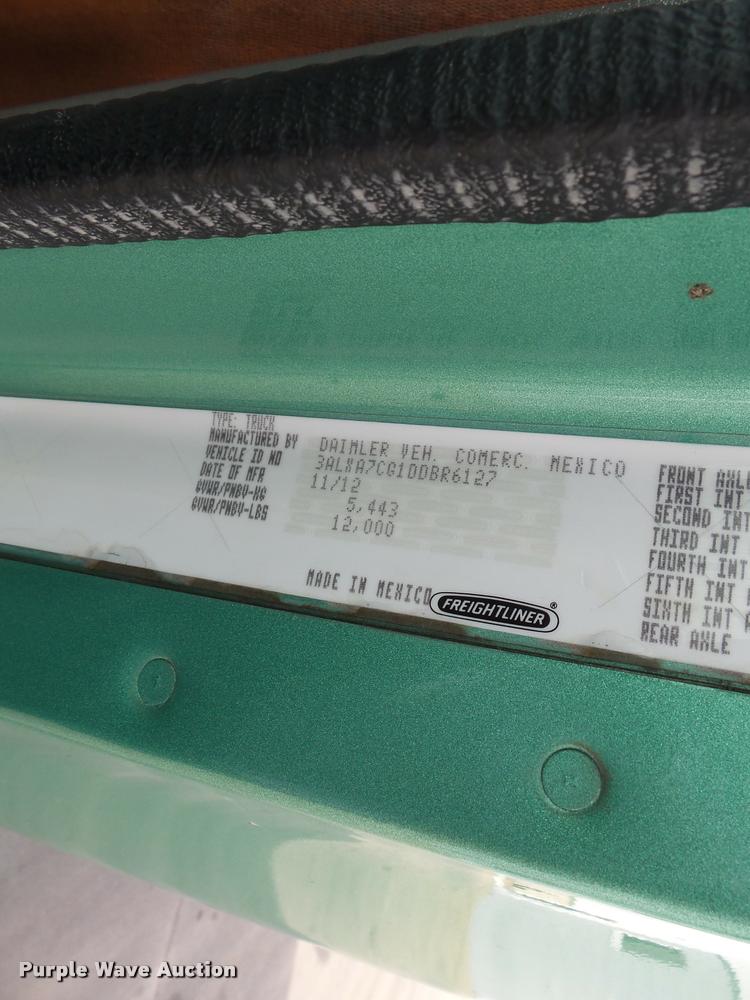 TYPE: TRUCK
MANUFACTURED BY DAIMLER VEH. COMERC. MEXICO
VEHICLE ID NO 3ALXA7CG1DDBR6127
DATE OF MFR 11/12
GVWR/PNBV-KG 5,443
GVWR/PNBV-LBS 12,000
MADE IN MEXICO
FREIGHTLINER®
FRONT AXLE
FIRST INT
SECOND INT
THIRD INT
FOURTH INT
FIFTH INT
SIXTH INT
REAR AXLE
Purple Wave Auction